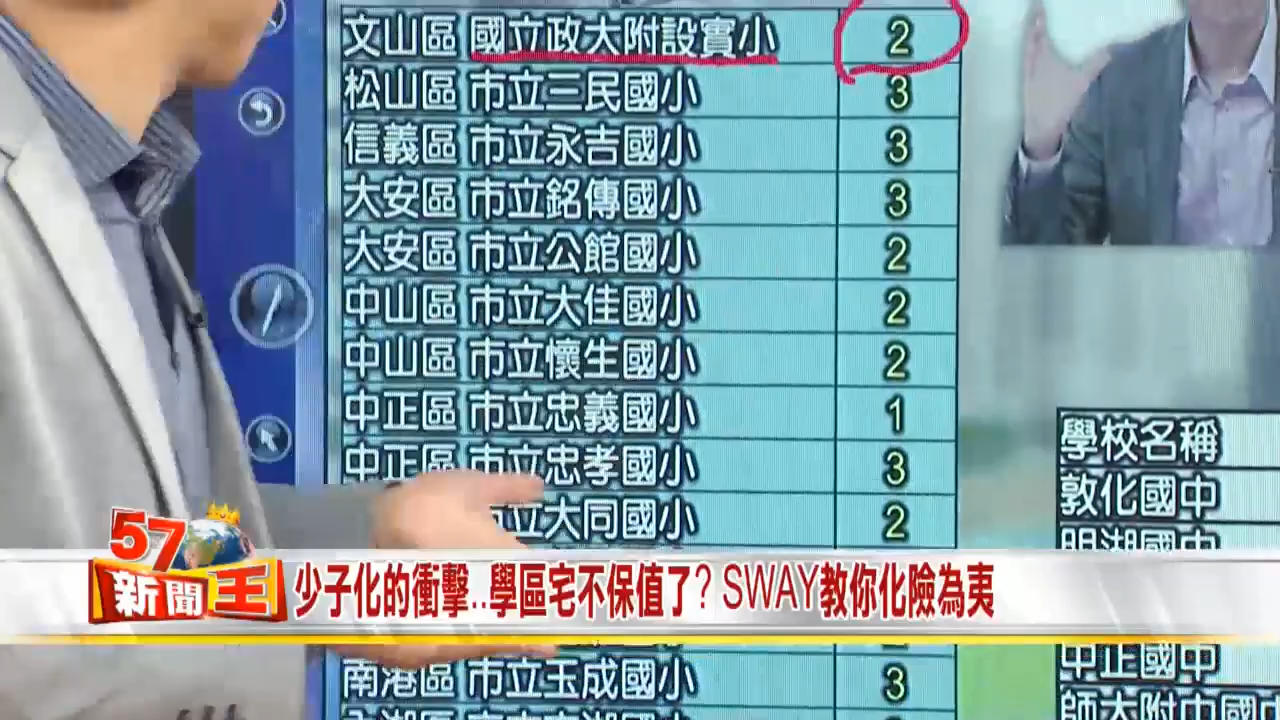 文山區 國立政大附設實小 2
松山區 市立三民國小 3
信義區 市立永吉國小 3
大安區 市立銘傳國小 3
大安區 市立公館國小 2
中山區 市立大佳國小 2
中山區 市立懷生國小 2
中正區 市立忠義國小 1
中正區 市立忠孝國小 3
市立大同國小 2
南港區 市立玉成國小 3
學校名稱
敦化國中
明湖國中
中正國中
師大附中國中
57
新聞王
少子化的衝擊..學區宅不保值了? SWAY教你化險為夷